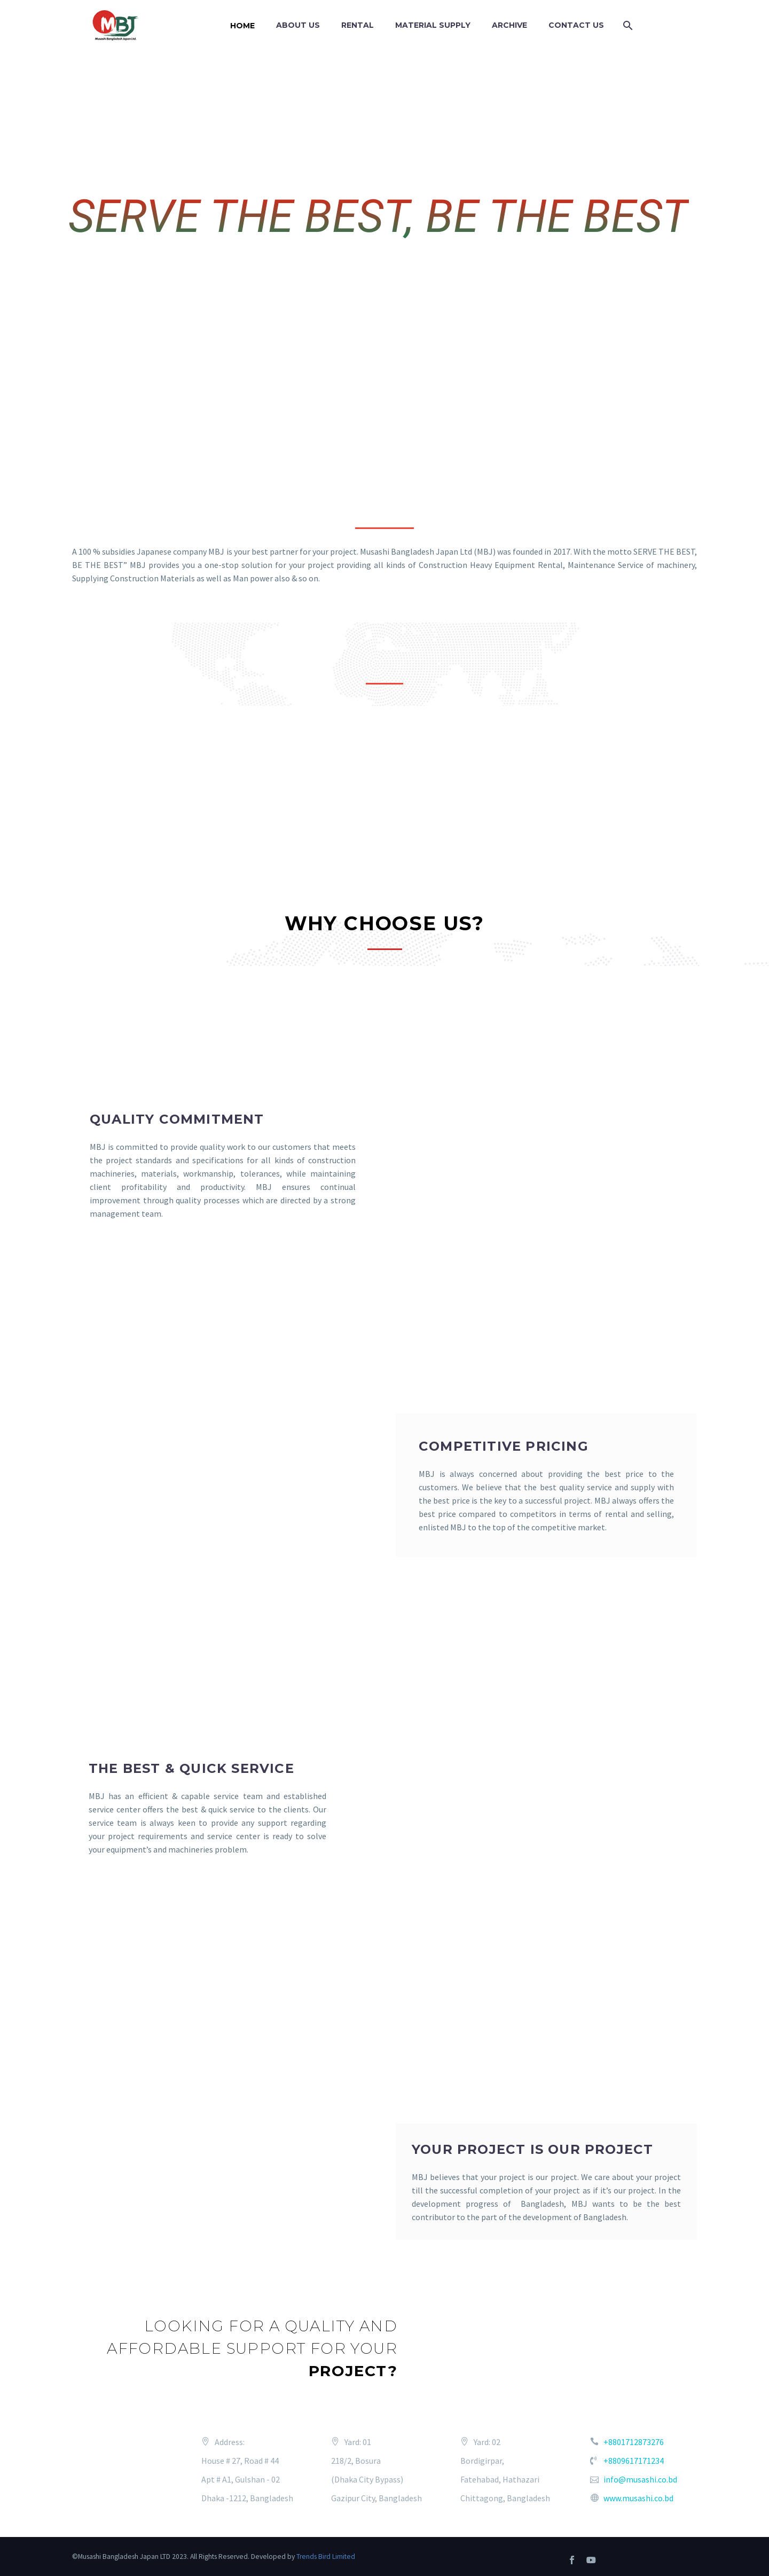 MBJ
Musashi Bangladesh Japan Ltd
HOME ABOUT US RENTAL MATERIAL SUPPLY ARCHIVE CONTACT US
SERVE THE BEST, BE THE BEST
A 100 % subsidies Japanese company MBJ is your best partner for your project. Musashi Bangladesh Japan Ltd (MBJ) was founded in 2017. With the motto SERVE THE BEST,
BE THE BEST” MBJ provides you a one-stop solution for your project providing all kinds of Construction Heavy Equipment Rental, Maintenance Service of machinery,
Supplying Construction Materials as well as Man power also & so on.
WHY CHOOSE US?
QUALITY COMMITMENT
MBJ is committed to provide quality work to our customers that meets
the project standards and specifications for all kinds of construction
machineries, materials, workmanship, tolerances, while maintaining
client profitability and productivity. MBJ ensures continual
improvement through quality processes which are directed by a strong
management team.
COMPETITIVE PRICING
MBJ is always concerned about providing the best price to the
customers. We believe that the best quality service and supply with
the best price is the key to a successful project. MBJ always offers the
best price compared to competitors in terms of rental and selling,
enlisted MBJ to the top of the competitive market.
THE BEST & QUICK SERVICE
MBJ has an efficient & capable service team and established
service center offers the best & quick service to the clients. Our
service team is always keen to provide any support regarding
your project requirements and service center is ready to solve
your equipment’s and machineries problem.
YOUR PROJECT IS OUR PROJECT
MBJ believes that your project is our project. We care about your project
till the successful completion of your project as if it’s our project. In the
development progress of Bangladesh, MBJ wants to be the best
contributor to the part of the development of Bangladesh.
LOOKING FOR A QUALITY AND
AFFORDABLE SUPPORT FOR YOUR
PROJECT?
Address:
House # 27, Road # 44
Apt # A1, Gulshan - 02
Dhaka -1212, Bangladesh
Yard: 01
218/2, Bosura
(Dhaka City Bypass)
Gazipur City, Bangladesh
Yard: 02
Bordigirpar,
Fatehabad, Hathazari
Chittagong, Bangladesh
+8801712873276
+8809617171234
info@musashi.co.bd
www.musashi.co.bd
©Musashi Bangladesh Japan LTD 2023. All Rights Reserved. Developed by Trends Bird Limited